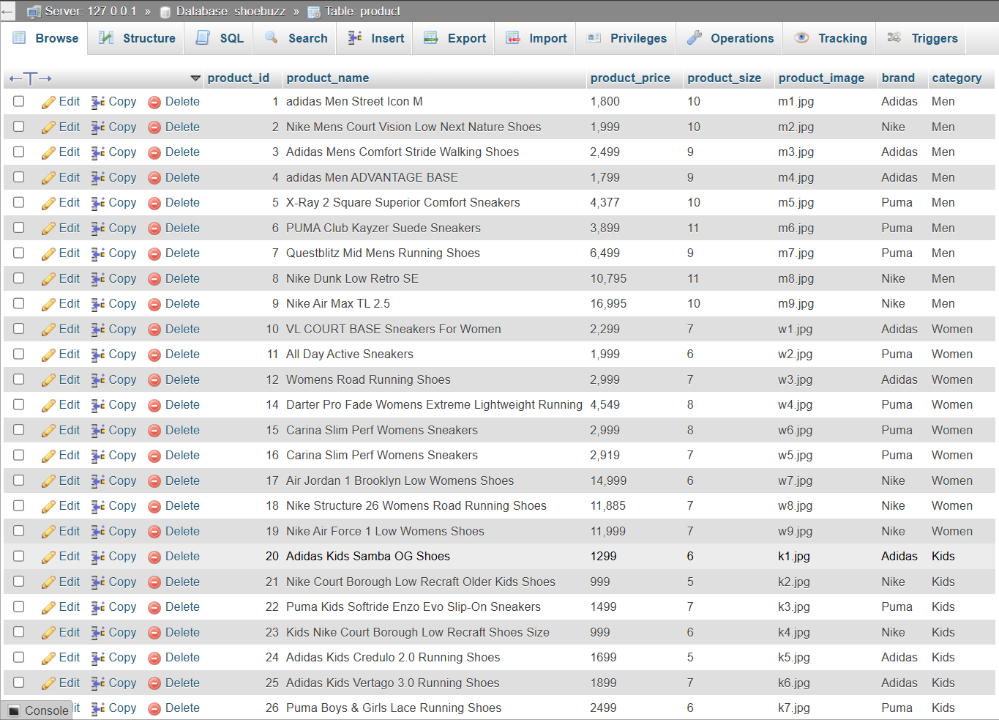 ← Server: 127.0.0.1 » Database: shoebuzz » Table: product
Browse Structure SQL Search Insert Export Import Privileges Operations Tracking Triggers
←T→ product_id product_name product_price product_size product_image brand category
Edit Copy Delete 1 adidas Men Street Icon M 1,800 10 m1.jpg Adidas Men
Edit Copy Delete 2 Nike Mens Court Vision Low Next Nature Shoes 1,999 10 m2.jpg Nike Men
Edit Copy Delete 3 Adidas Mens Comfort Stride Walking Shoes 2,499 9 m3.jpg Adidas Men
Edit Copy Delete 4 adidas Men ADVANTAGE BASE 1,799 9 m4.jpg Adidas Men
Edit Copy Delete 5 X-Ray 2 Square Superior Comfort Sneakers 4,377 10 m5.jpg Puma Men
Edit Copy Delete 6 PUMA Club Kayzer Suede Sneakers 3,899 11 m6.jpg Puma Men
Edit Copy Delete 7 Questblitz Mid Mens Running Shoes 6,499 9 m7.jpg Puma Men
Edit Copy Delete 8 Nike Dunk Low Retro SE 10,795 11 m8.jpg Nike Men
Edit Copy Delete 9 Nike Air Max TL 2.5 16,995 10 m9.jpg Nike Men
Edit Copy Delete 10 VL COURT BASE Sneakers For Women 2,299 7 w1.jpg Adidas Women
Edit Copy Delete 11 All Day Active Sneakers 1,999 6 w2.jpg Puma Women
Edit Copy Delete 12 Womens Road Running Shoes 2,999 7 w3.jpg Adidas Women
Edit Copy Delete 14 Darter Pro Fade Womens Extreme Lightweight Running 4,549 8 w4.jpg Puma Women
Edit Copy Delete 15 Carina Slim Perf Womens Sneakers 2,999 8 w6.jpg Puma Women
Edit Copy Delete 16 Carina Slim Perf Womens Sneakers 2,919 7 w5.jpg Puma Women
Edit Copy Delete 17 Air Jordan 1 Brooklyn Low Womens Shoes 14,999 6 w7.jpg Nike Women
Edit Copy Delete 18 Nike Structure 26 Womens Road Running Shoes 11,885 7 w8.jpg Nike Women
Edit Copy Delete 19 Nike Air Force 1 Low Womens Shoes 11,999 7 w9.jpg Nike Women
Edit Copy Delete 20 Adidas Kids Samba OG Shoes 1299 6 k1.jpg Adidas Kids
Edit Copy Delete 21 Nike Court Borough Low Recraft Older Kids Shoes 999 5 k2.jpg Nike Kids
Edit Copy Delete 22 Puma Kids Softride Enzo Evo Slip-On Sneakers 1499 7 k3.jpg Puma Kids
Edit Copy Delete 23 Kids Nike Court Borough Low Recraft Shoes Size 999 6 k4.jpg Nike Kids
Edit Copy Delete 24 Adidas Kids Credulo 2.0 Running Shoes 1699 5 k5.jpg Adidas Kids
Edit Copy Delete 25 Adidas Kids Vertago 3.0 Running Shoes 1899 7 k6.jpg Adidas Kids
Console it Copy Delete 26 Puma Boys & Girls Lace Running Shoes 2499 6 k7.jpg Puma Kids